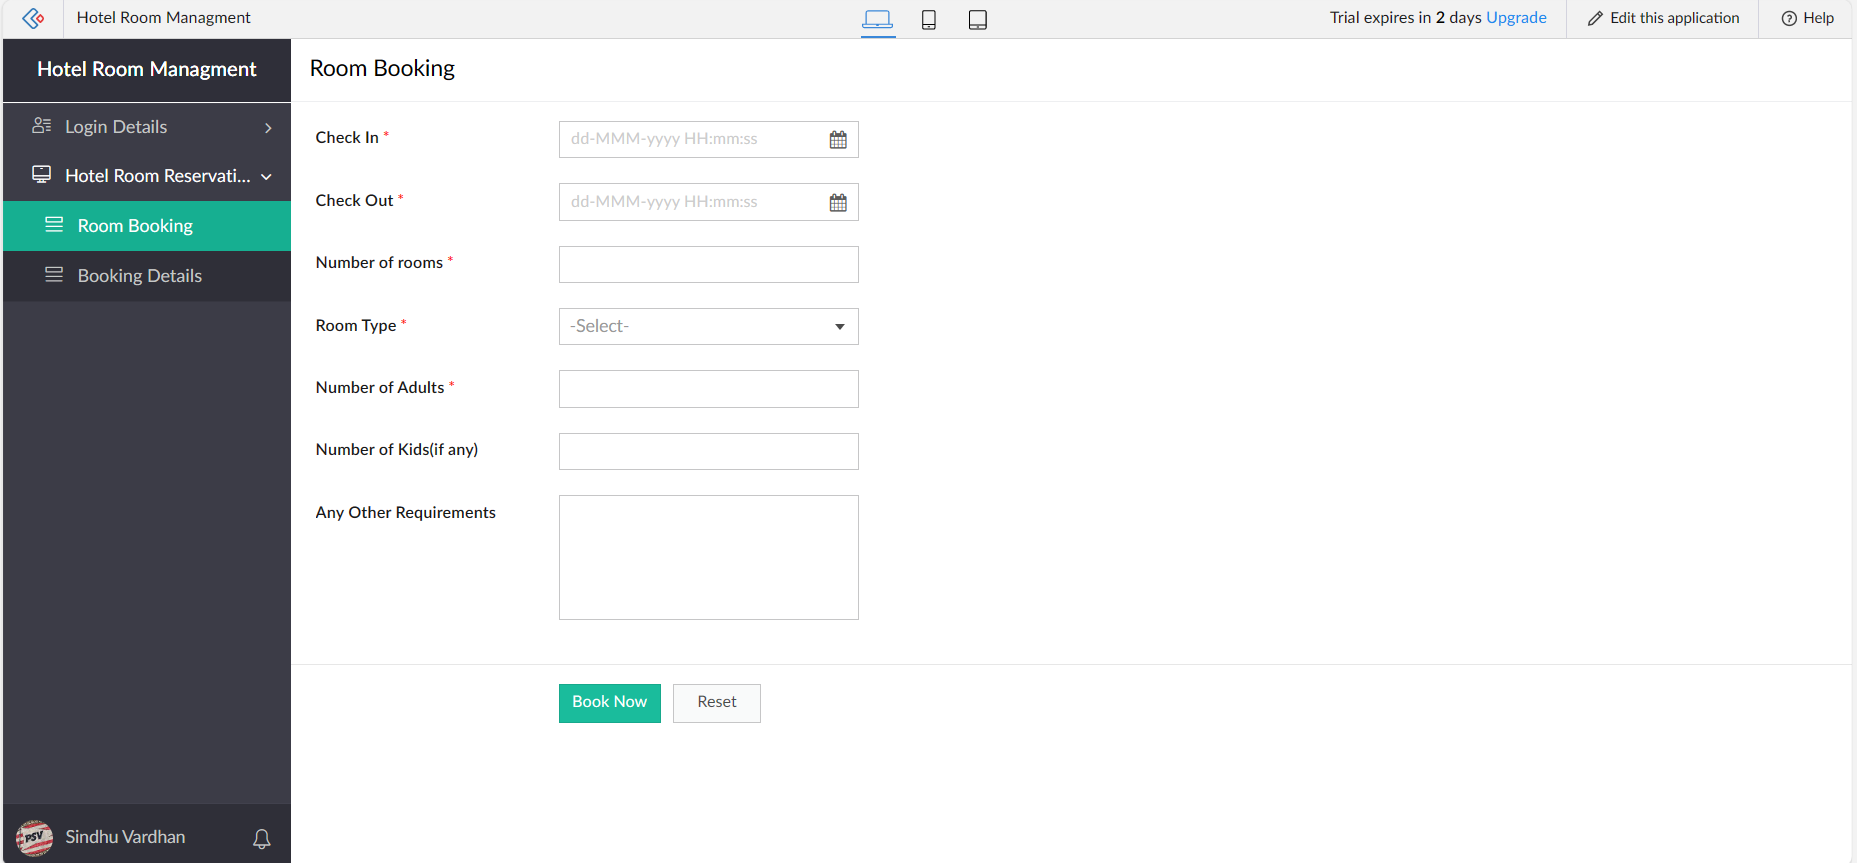 Hotel Room Managment
Trial expires in 2 days Upgrade
Edit this application
Help
Hotel Room Managment
Login Details
Hotel Room Reservati...
Room Booking
Booking Details
PSV
Sindhu Vardhan
Room Booking
Check In *
dd-MMM-yyyy HH:mm:ss
Check Out *
dd-MMM-yyyy HH:mm:ss
Number of rooms *
Room Type *
-Select-
Number of Adults *
Number of Kids(if any)
Any Other Requirements
Book Now
Reset